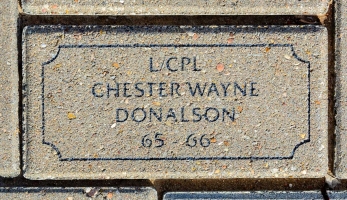 L/CPL
CHESTER WAYNE
DONALSON
65 - 66